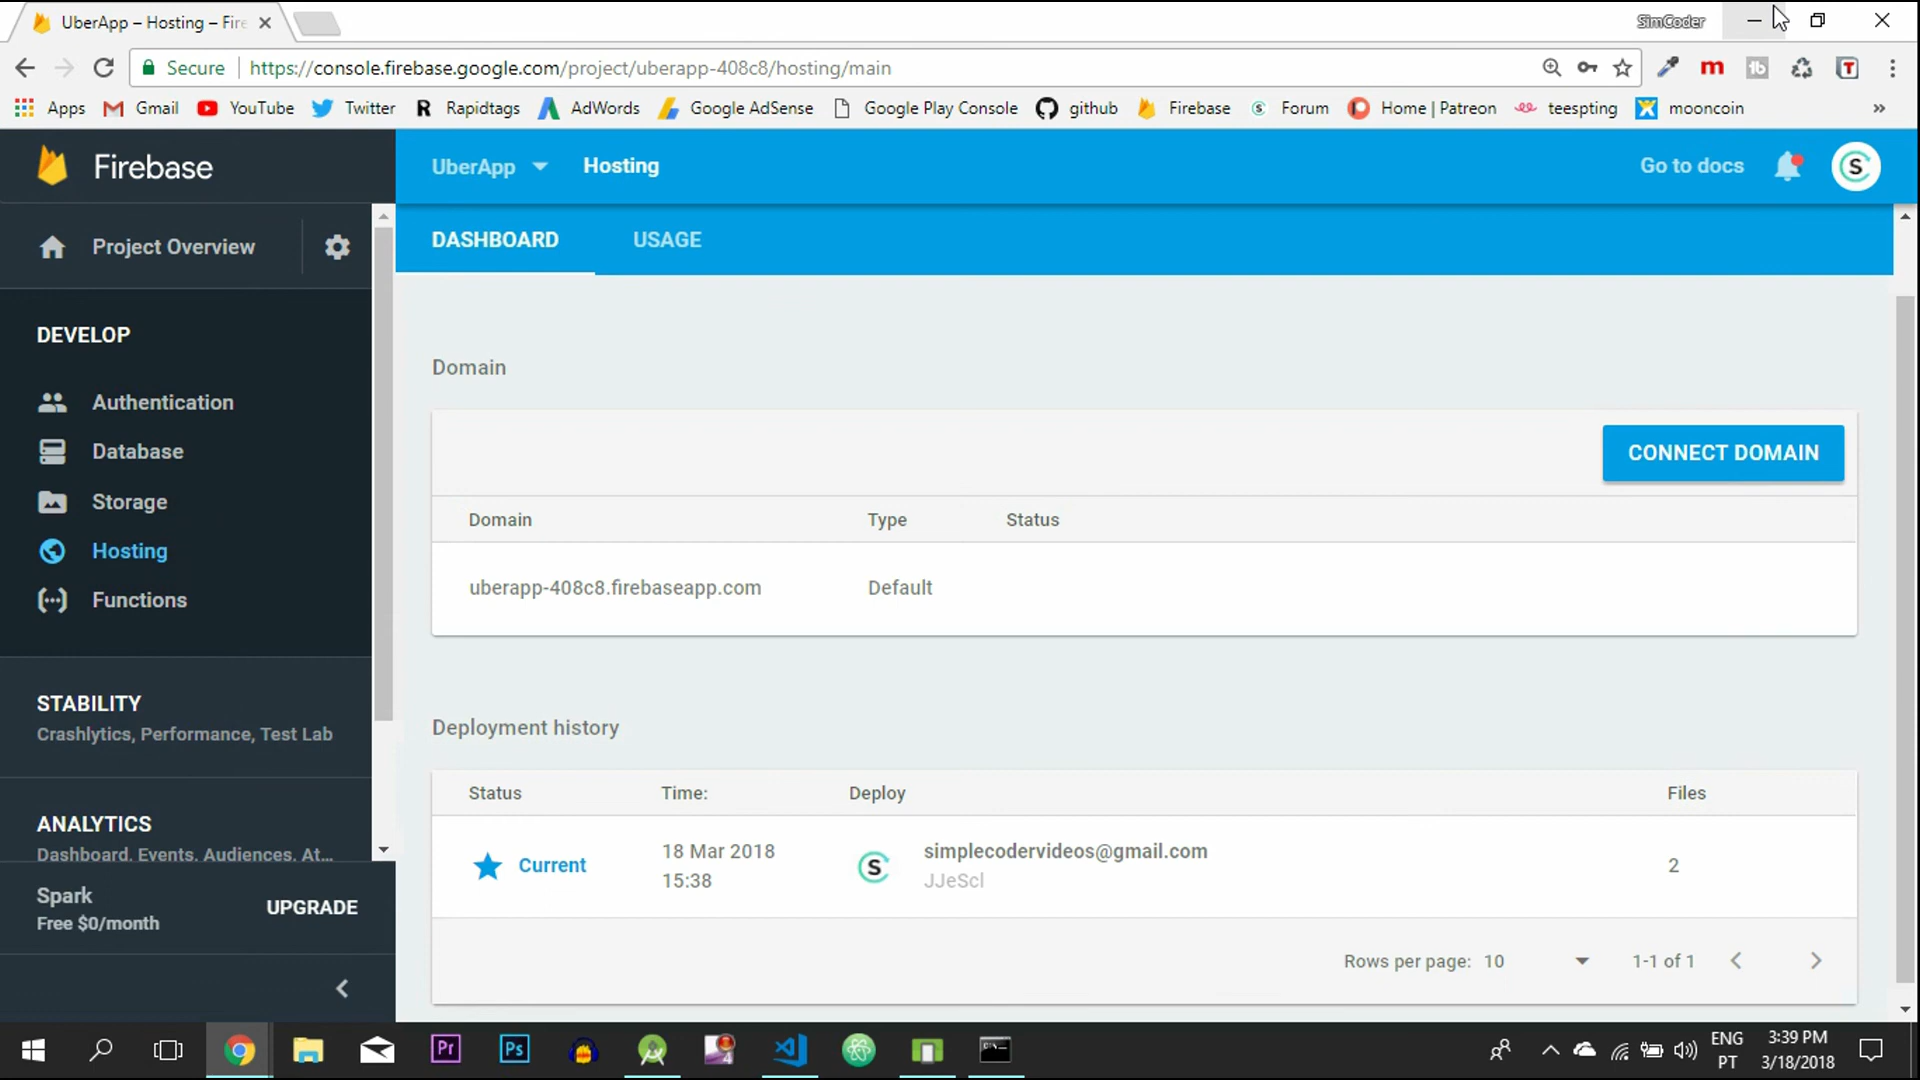 UberApp – Hosting – Fire
SimCoder
Secure https://console.firebase.google.com/project/uberapp-408c8/hosting/main
Apps Gmail YouTube Twitter Rapidtags AdWords Google AdSense Google Play Console github Firebase Forum Home | Patreon teespting mooncoin »
Firebase
UberApp Hosting Go to docs
Project Overview
DASHBOARD USAGE
DEVELOP
Authentication
Database
Storage
Hosting
Functions
STABILITY
Crashlytics, Performance, Test Lab
ANALYTICS
Dashboard, Events, Audiences, At...
Spark
Free $0/month
UPGRADE
Domain
CONNECT DOMAIN
Domain Type Status
uberapp-408c8.firebaseapp.com Default
Deployment history
Status Time: Deploy Files
Current 18 Mar 2018 simplecodervideos@gmail.com 2
15:38 JJeScl
Rows per page: 10 1-1 of 1
Pr Ps
ENG 3:39 PM
PT 3/18/2018